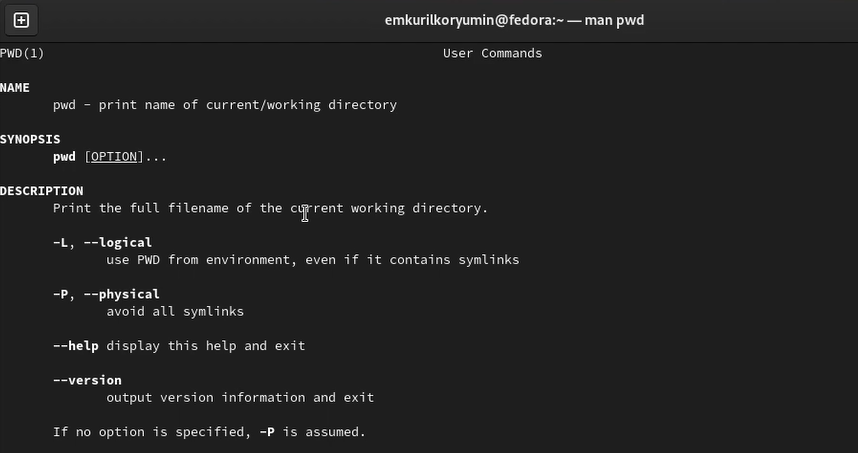 emkurilkoryumin@fedora:~ — man pwd
PWD(1) User Commands
NAME
pwd - print name of current/working directory
SYNOPSIS
pwd [OPTION]...
DESCRIPTION
Print the full filename of the current working directory.
-L, --logical
use PWD from environment, even if it contains symlinks
-P, --physical
avoid all symlinks
--help display this help and exit
--version
output version information and exit
If no option is specified, -P is assumed.